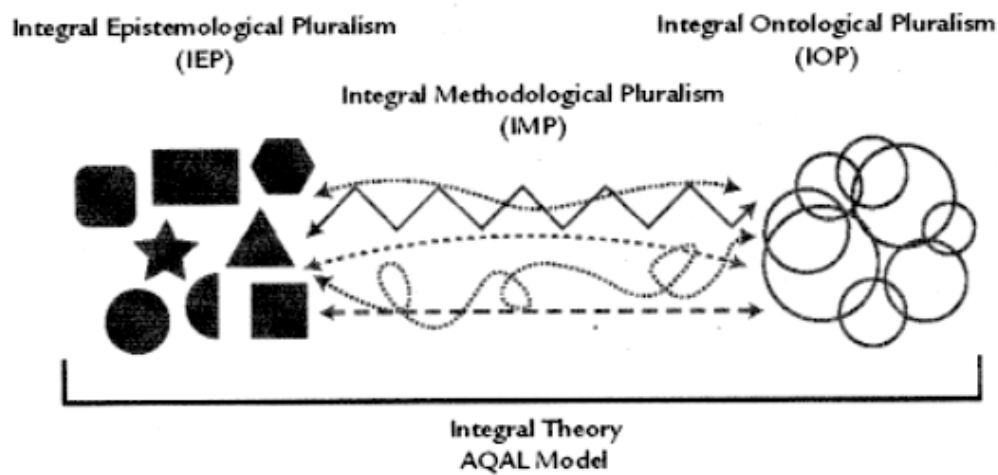 Integral Epistemological Pluralism
(IEP)
Integral Ontological Pluralism
(IOP)
Integral Methodological Pluralism
(IMP)
Integral Theory
AQAL Model